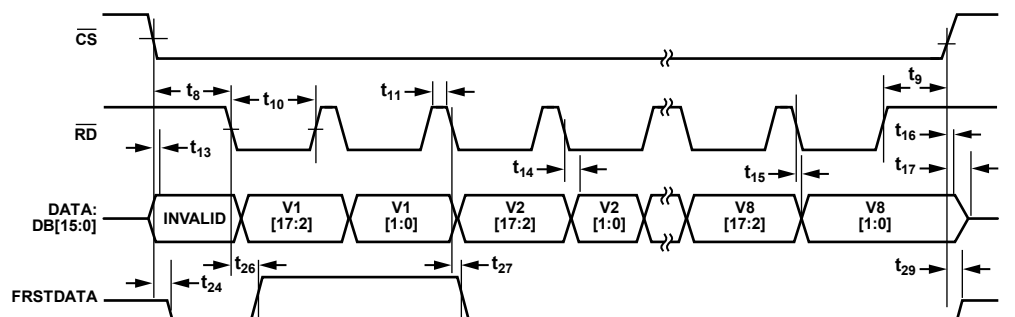 CS
t8
t10
t11
t9
RD
t13
t14
t15
t16
t17
DATA:
DB[15:0]
INVALID
V1
[17:2]
V1
[1:0]
V2
[17:2]
V2
[1:0]
V8
[17:2]
V8
[1:0]
t24
t26
t27
t29
FRSTDATA